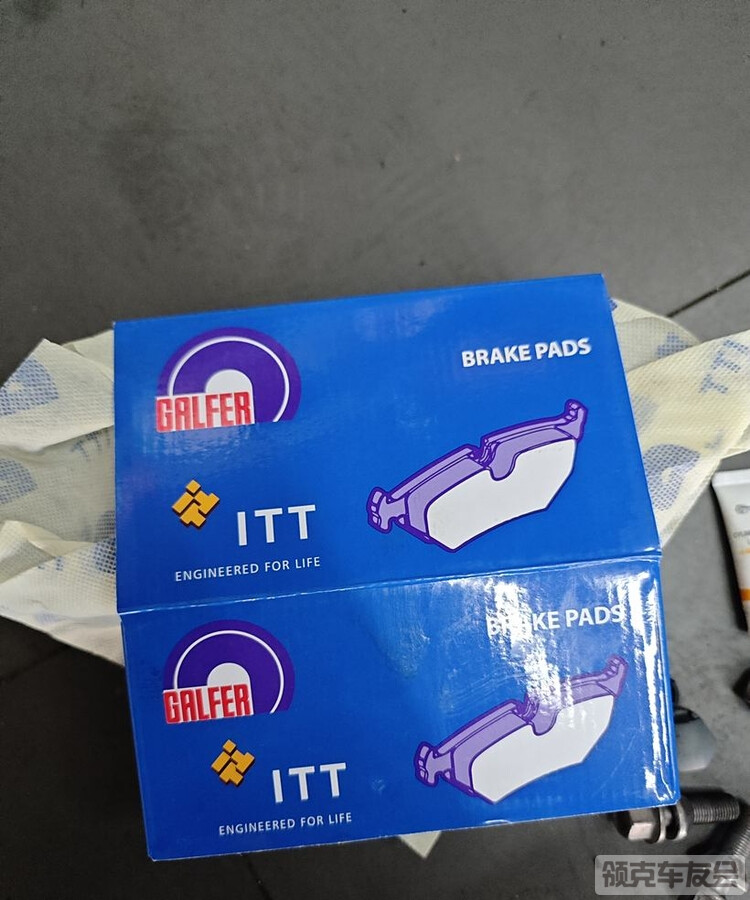 BRAKE PADS
GALFER
ITT
ENGINEERED FOR LIFE
BRAKE PADS
GALFER
ITT
ENGINEERED FOR LIFE
ITT
领克车友会